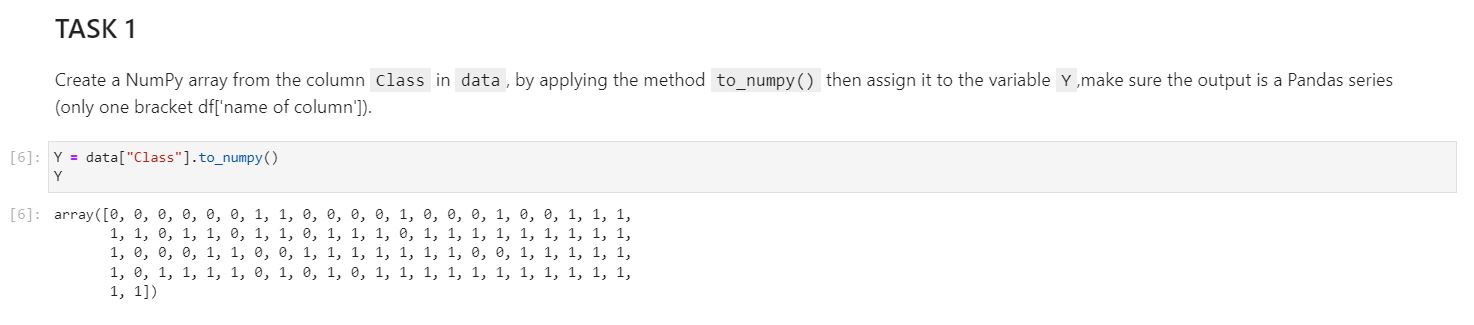 TASK 1
Create a NumPy array from the column Class in data, by applying the method to_numpy() then assign it to the variable Y,make sure the output is a Pandas series
(only one bracket df['name of column']).
[6]: Y = data["Class"].to_numpy()
Y
[6]: array([0, 0, 0, 0, 0, 0, 1, 1, 0, 0, 0, 0, 1, 0, 0, 0, 1, 0, 0, 1, 1, 1,
1, 1, 0, 1, 1, 0, 1, 1, 0, 1, 1, 1, 0, 1, 1, 1, 1, 1, 1, 1, 1, 1,
1, 0, 0, 0, 1, 1, 0, 0, 1, 1, 1, 1, 1, 1, 1, 0, 0, 1, 1, 1, 1, 1,
1, 0, 1, 1, 1, 1, 0, 1, 0, 1, 0, 1, 1, 1, 1, 1, 1, 1, 1, 1, 1, 1,
1, 1])